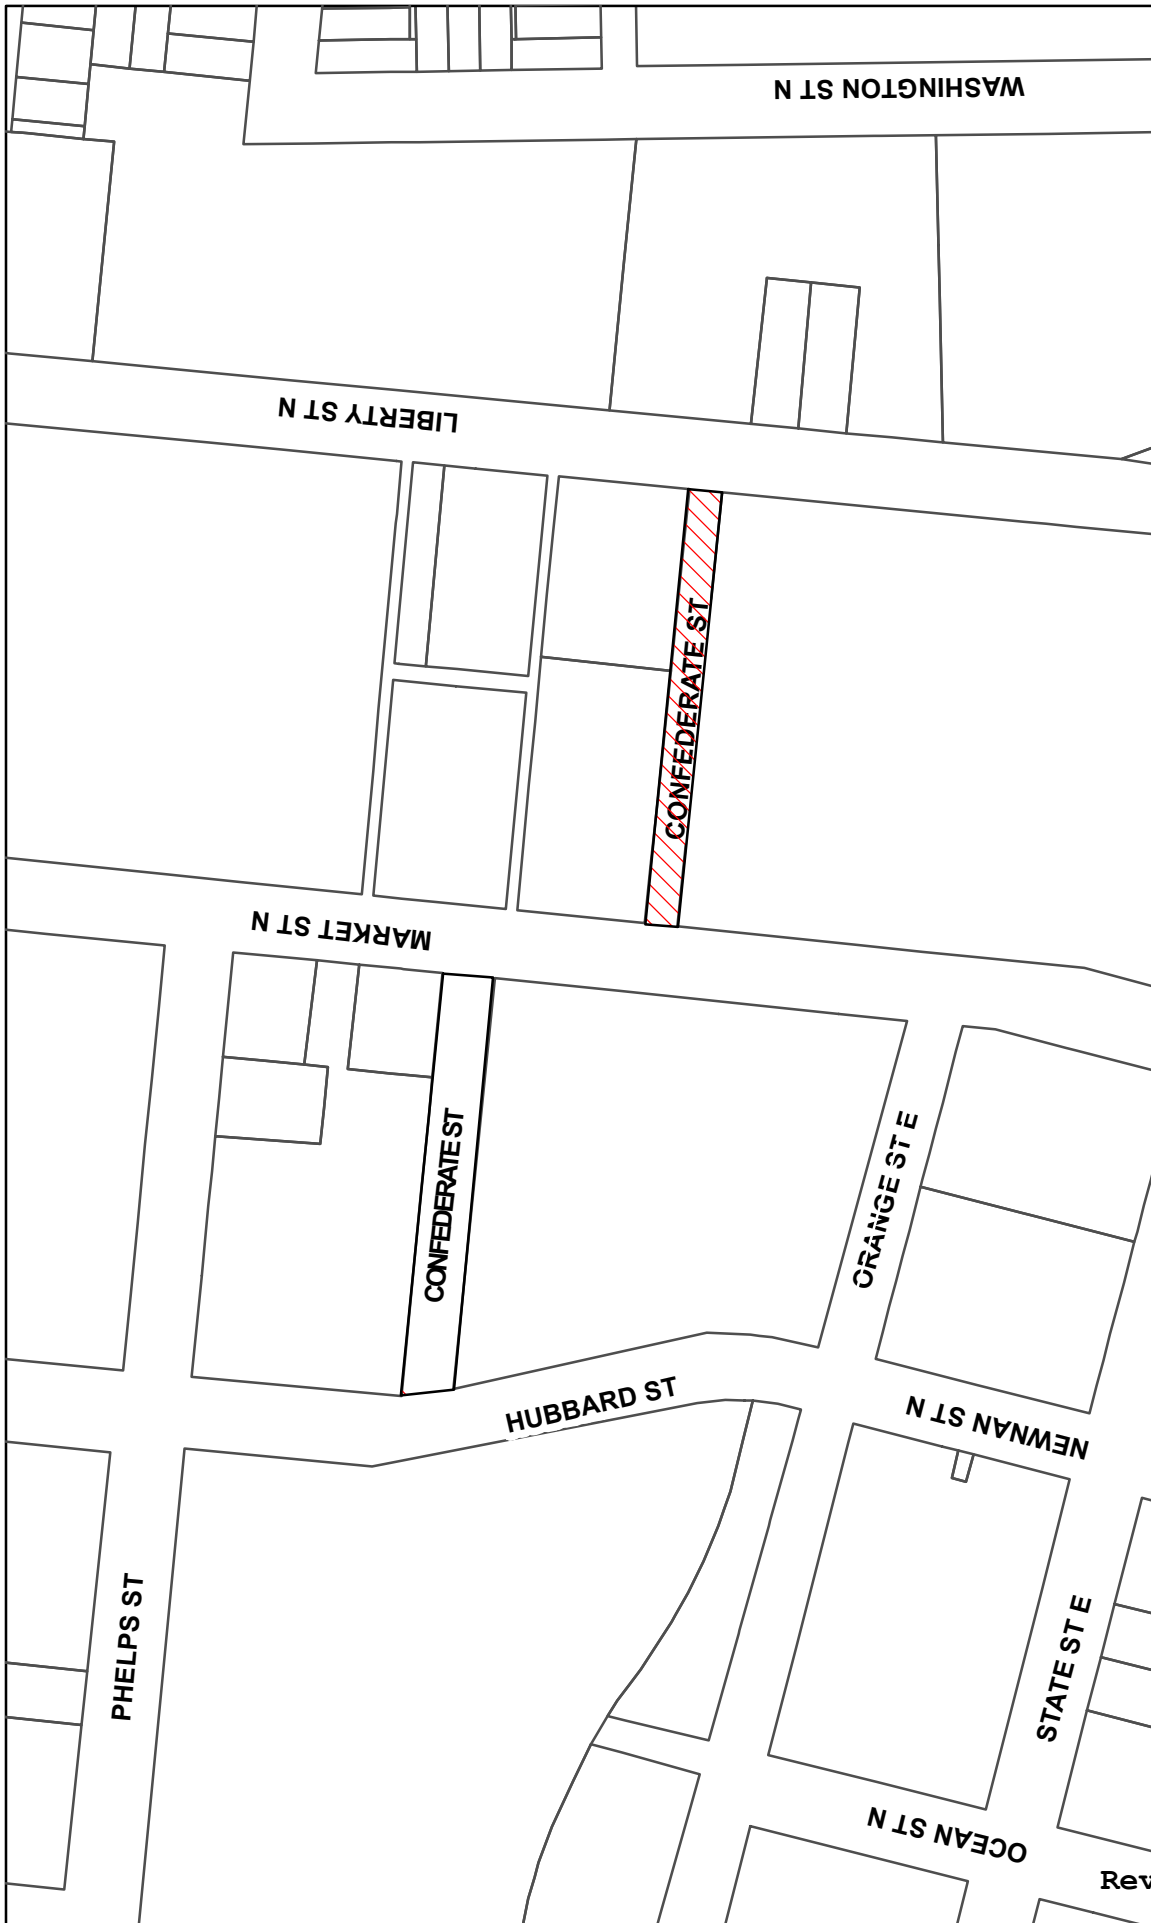 WASHINGTON ST N
LIBERTY ST N
CONFEDERATE ST
MARKET ST N
CONFEDERATE ST
ORANGE ST E
HUBBARD ST
NEWNAN ST N
PHELPS ST
STATE ST E
OCEAN ST N
Rev